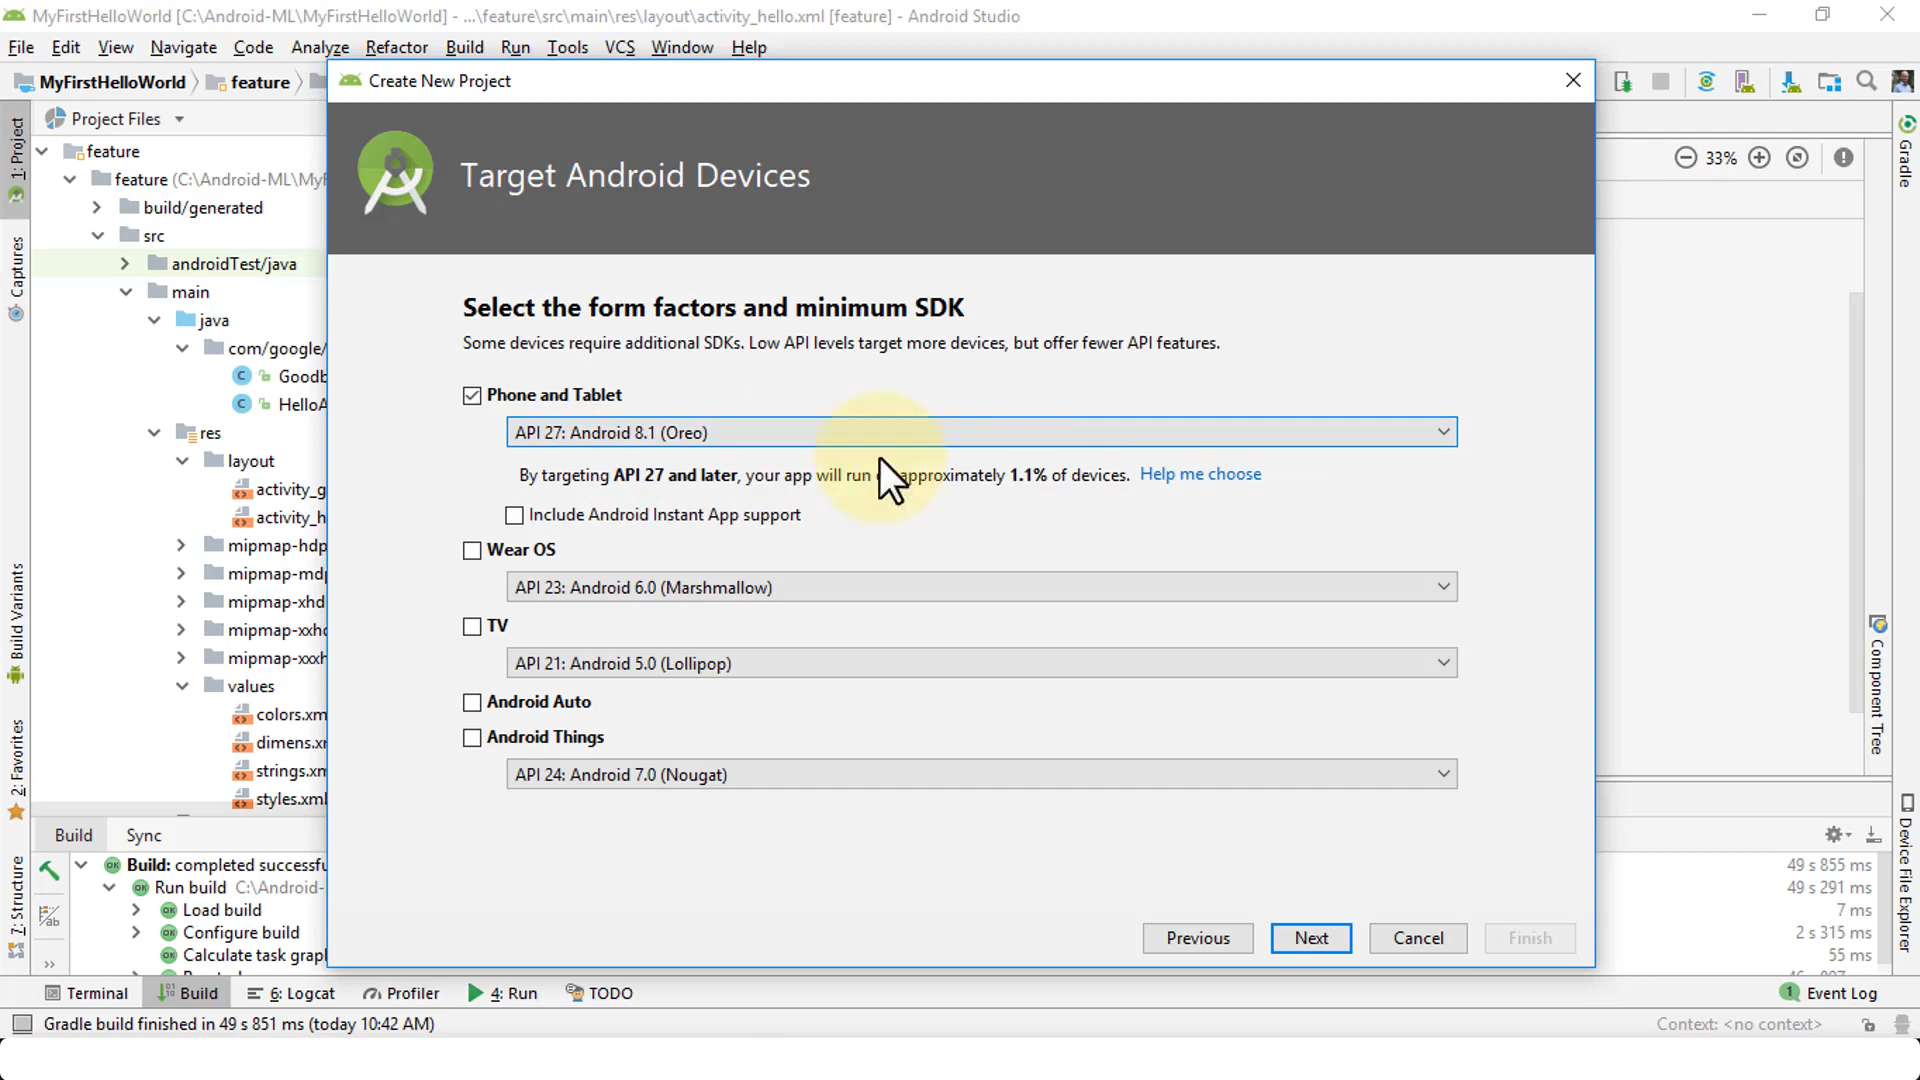 MyFirstHelloWorld [C:\Android-ML\MyFirstHelloWorld] - ...\feature\src\main\res\layout\activity_hello.xml [feature] - Android Studio
File Edit View Navigate Code Analyze Refactor Build Run Tools VCS Window Help
MyFirstHelloWorld feature
Create New Project
Project Files
1: Project
Captures
Build Variants
2: Favorites
7: Structure
feature
feature (C:\Android-ML\MyF
build/generated
src
androidTest/java
main
java
com/google/
Goodb
HelloA
res
layout
activity_g
activity_h
mipmap-hdp
mipmap-mdp
mipmap-xhd
mipmap-xxhd
mipmap-xxxh
values
colors.xm
dimens.x
strings.xm
styles.xml
Target Android Devices
Select the form factors and minimum SDK
Some devices require additional SDKs. Low API levels target more devices, but offer fewer API features.
Phone and Tablet
API 27: Android 8.1 (Oreo)
By targeting API 27 and later, your app will run approximately 1.1% of devices. Help me choose
Include Android Instant App support
Wear OS
API 23: Android 6.0 (Marshmallow)
TV
API 21: Android 5.0 (Lollipop)
Android Auto
Android Things
API 24: Android 7.0 (Nougat)
Previous Next Cancel Finish
33%
Gradle
Component Tree
Device File Explorer
Build Sync
Build: completed successfu
Run build C:\Android-
Load build
Configure build
Calculate task grap
49 s 855 ms
49 s 291 ms
7 ms
2 s 315 ms
55 ms
Terminal Build 6: Logcat Profiler 4: Run TODO
1 Event Log
Gradle build finished in 49 s 851 ms (today 10:42 AM)
Context: <no context>